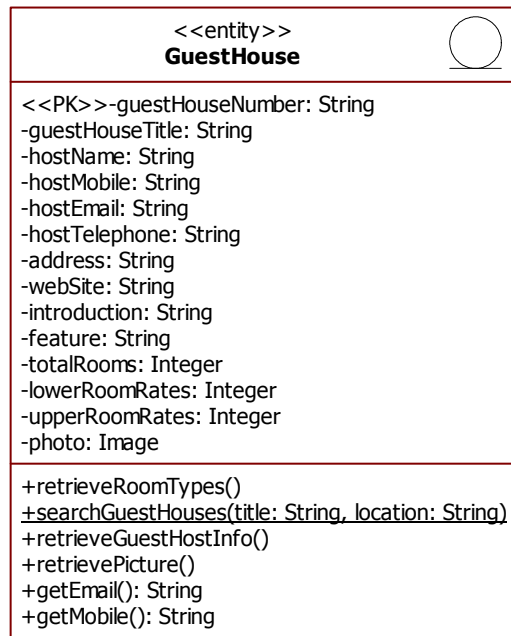 <<entity>>
GuestHouse
<<PK>>-guestHouseNumber: String
-guestHouseTitle: String
-hostName: String
-hostMobile: String
-hostEmail: String
-hostTelephone: String
-address: String
-webSite: String
-introduction: String
-feature: String
-totalRooms: Integer
-lowerRoomRates: Integer
-upperRoomRates: Integer
-photo: Image
+retrieveRoomTypes()
+searchGuestHouses(title: String, location: String)
+retrieveGuestHostInfo()
+retrievePicture()
+getEmail(): String
+getMobile(): String